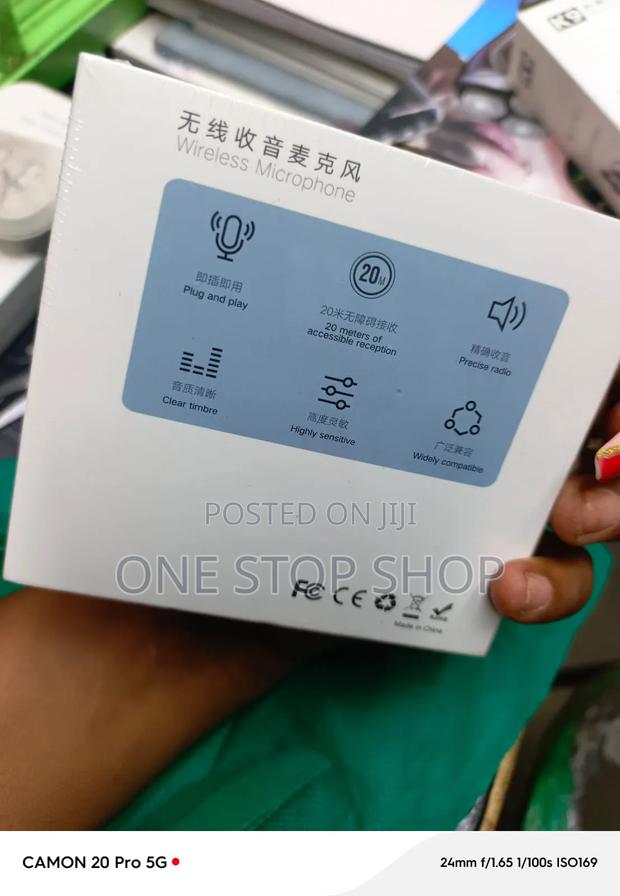 K9
无线收音麦克风
Wireless Microphone
即插即用
Plug and play
20M
20米无障碍接收
20 meters of
accessible reception
精确收音
Precise radio
音质清晰
Clear timbre
高度灵敏
Highly sensitive
广泛兼容
Widely compatible
POSTED ON JIJI
ONE STOP SHOP
FC CE
Made in China
CAMON 20 Pro 5G
24mm f/1.65 1/100s ISO169